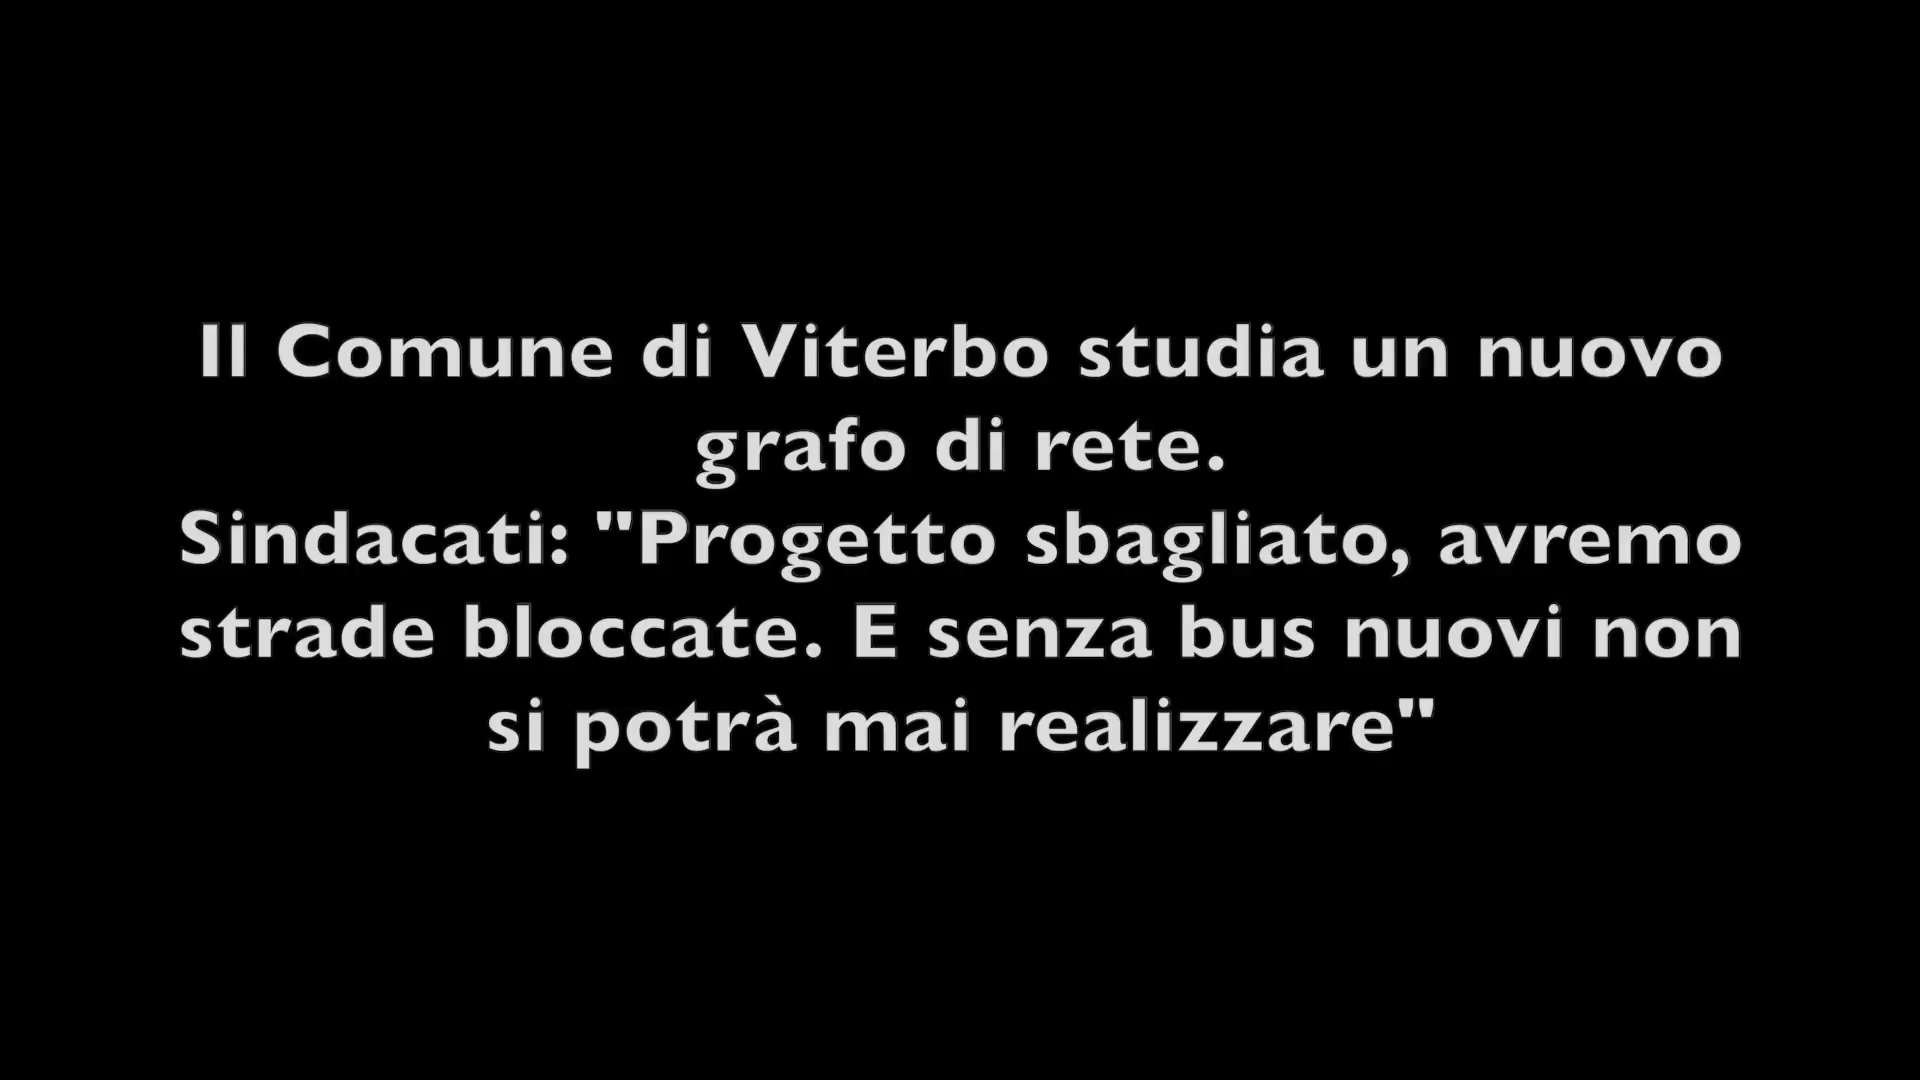 Il Comune di Viterbo studia un nuovo
grafo di rete.
Sindacati: "Progetto sbagliato, avremo
strade bloccate. E senza bus nuovi non
si potrà mai realizzare"